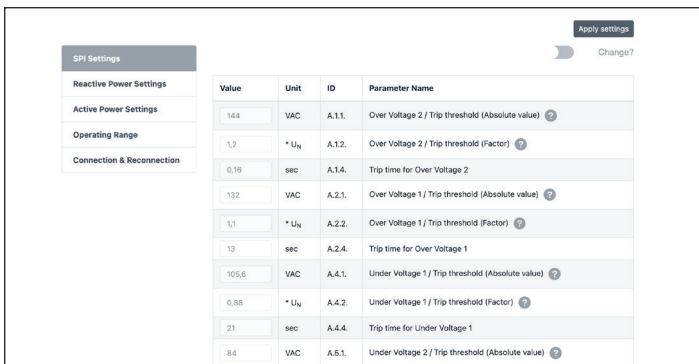 Apply settings
Change?
SPI Settings
Reactive Power Settings
Active Power Settings
Operating Range
Connection & Reconnection
Value Unit ID Parameter Name
144 VAC A.1.1. Over Voltage 2 / Trip threshold (Absolute value) ?
1,2 * UN A.1.2. Over Voltage 2 / Trip threshold (Factor) ?
0,16 sec A.1.4. Trip time for Over Voltage 2
132 VAC A.2.1. Over Voltage 1 / Trip threshold (Absolute value) ?
1,1 * UN A.2.2. Over Voltage 1 / Trip threshold (Factor) ?
13 sec A.2.4. Trip time for Over Voltage 1
105,6 VAC A.4.1. Under Voltage 1 / Trip threshold (Absolute value) ?
0,88 * UN A.4.2. Under Voltage 1 / Trip threshold (Factor) ?
21 sec A.4.4. Trip time for Under Voltage 1
84 VAC A.5.1. Under Voltage 2 / Trip threshold (Absolute value) ?